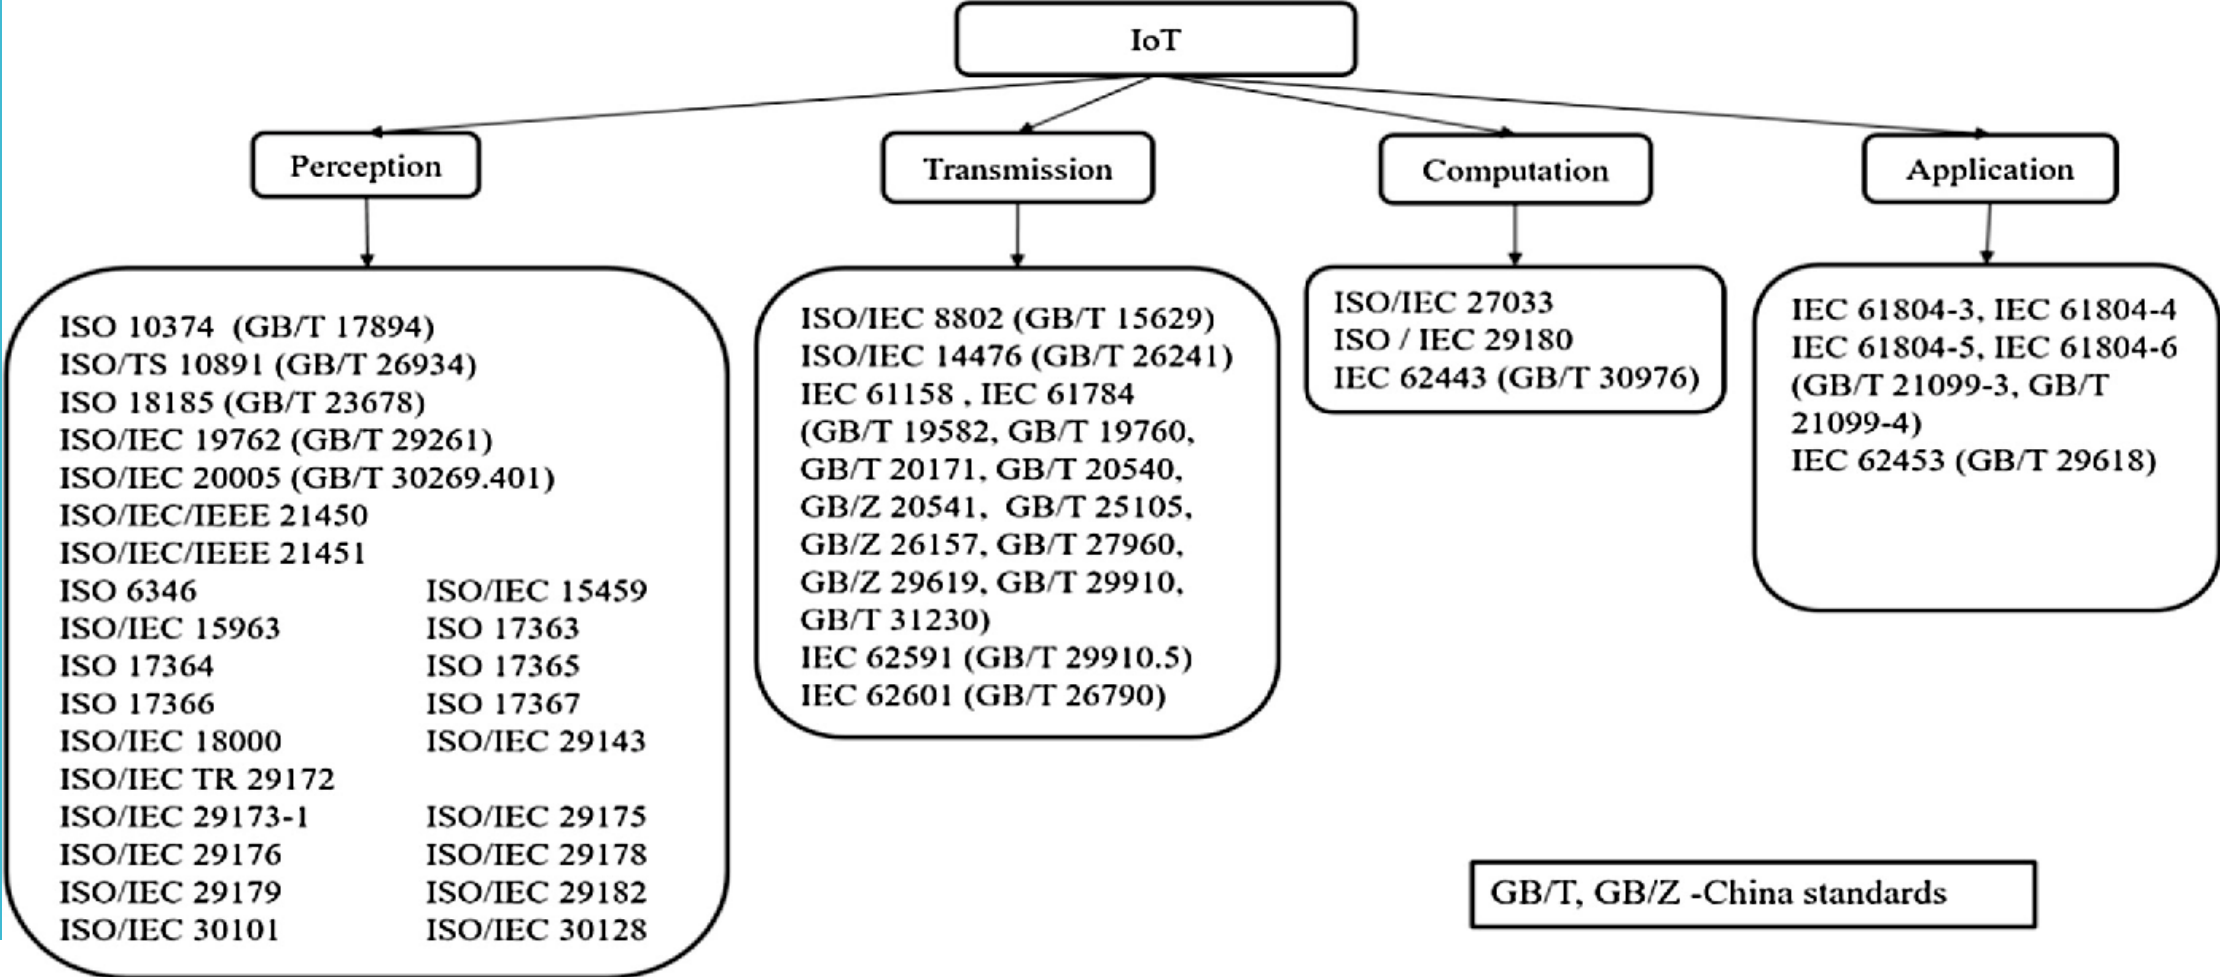 IoT
Perception
Transmission
Computation
Application
ISO 10374 (GB/T 17894)
ISO/TS 10891 (GB/T 26934)
ISO 18185 (GB/T 23678)
ISO/IEC 19762 (GB/T 29261)
ISO/IEC 20005 (GB/T 30269.401)
ISO/IEC/IEEE 21450
ISO/IEC/IEEE 21451
ISO 6346 ISO/IEC 15459
ISO/IEC 15963 ISO 17363
ISO 17364 ISO 17365
ISO 17366 ISO 17367
ISO/IEC 18000 ISO/IEC 29143
ISO/IEC TR 29172
ISO/IEC 29173-1 ISO/IEC 29175
ISO/IEC 29176 ISO/IEC 29178
ISO/IEC 29179 ISO/IEC 29182
ISO/IEC 30101 ISO/IEC 30128
ISO/IEC 8802 (GB/T 15629)
ISO/IEC 14476 (GB/T 26241)
IEC 61158 , IEC 61784
(GB/T 19582, GB/T 19760,
GB/T 20171, GB/T 20540,
GB/Z 20541, GB/T 25105,
GB/Z 26157, GB/T 27960,
GB/Z 29619, GB/T 29910,
GB/T 31230)
IEC 62591 (GB/T 29910.5)
IEC 62601 (GB/T 26790)
ISO/IEC 27033
ISO / IEC 29180
IEC 62443 (GB/T 30976)
IEC 61804-3, IEC 61804-4
IEC 61804-5, IEC 61804-6
(GB/T 21099-3, GB/T
21099-4)
IEC 62453 (GB/T 29618)
GB/T, GB/Z -China standards